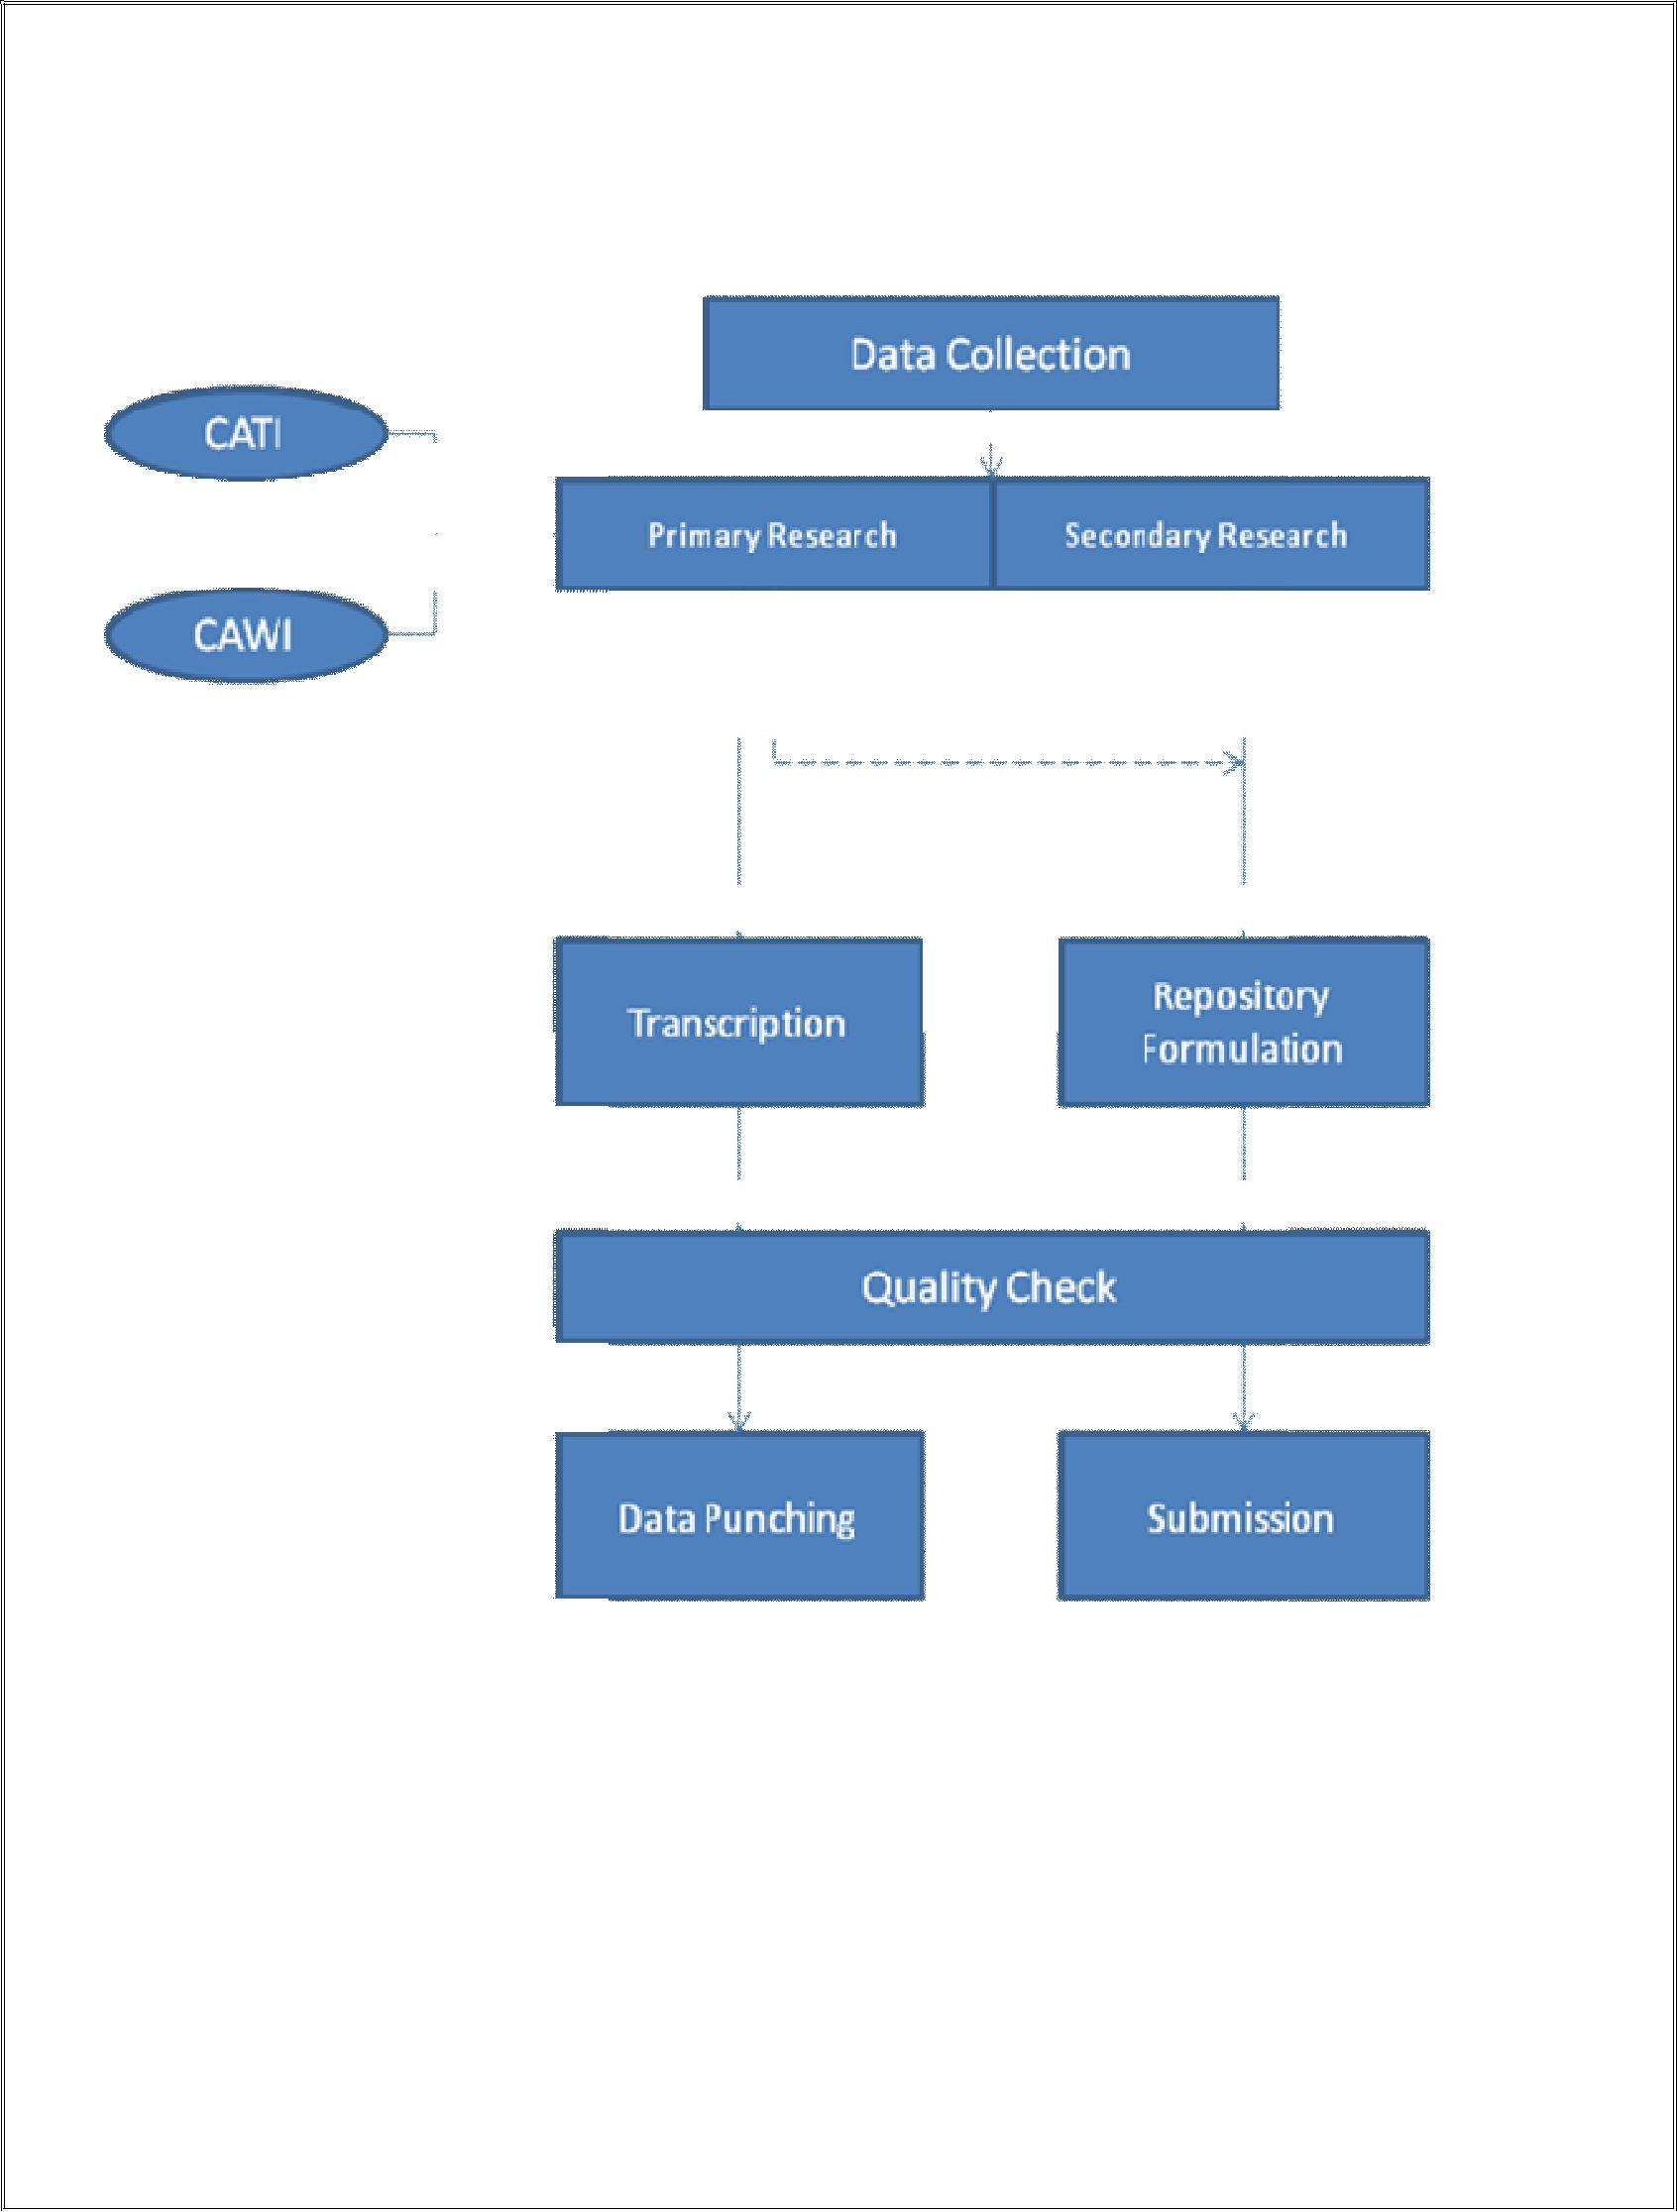 Data Collection
CATI
Primary Research
Secondary Research
CAWI
Transcription
Repository
Formulation
Quality Check
Data Punching
Submission